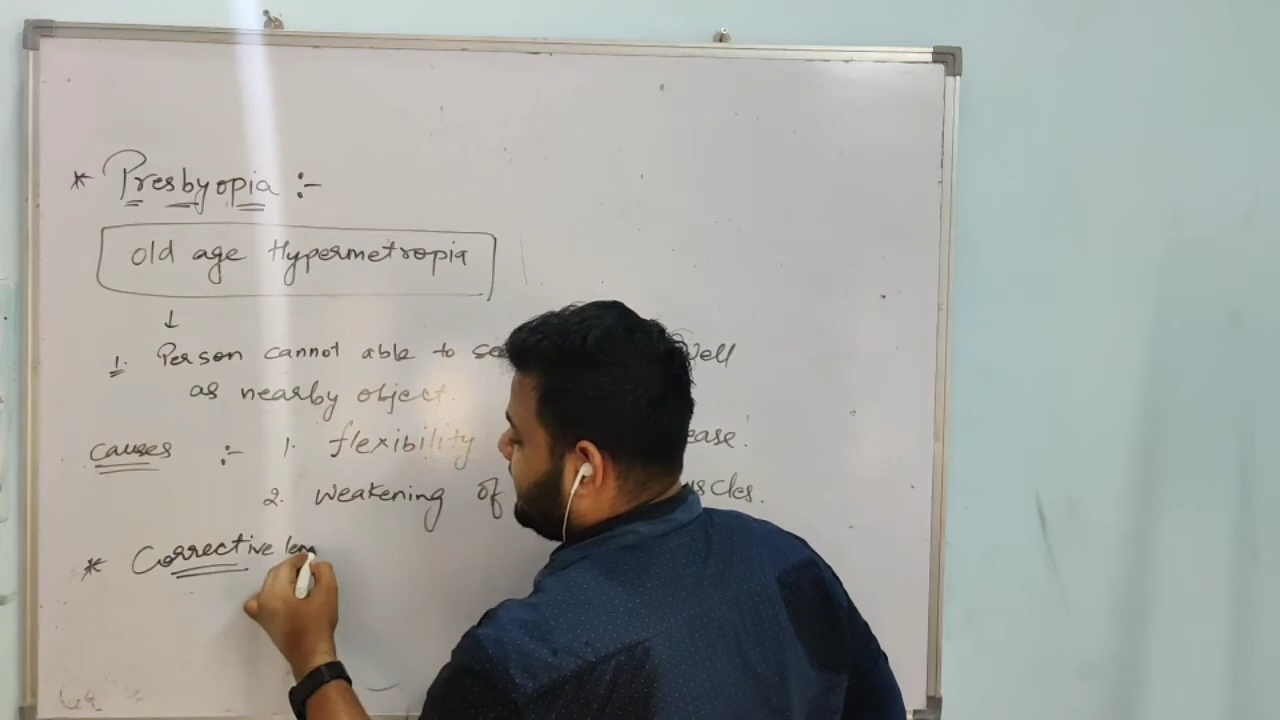 * Presbyopia :-
old age Hypermetropia
↓
1. Person cannot able to well
as nearby object.
causes :- 1. flexibility ease.
2. Weakening of uscles.
* Corrective len